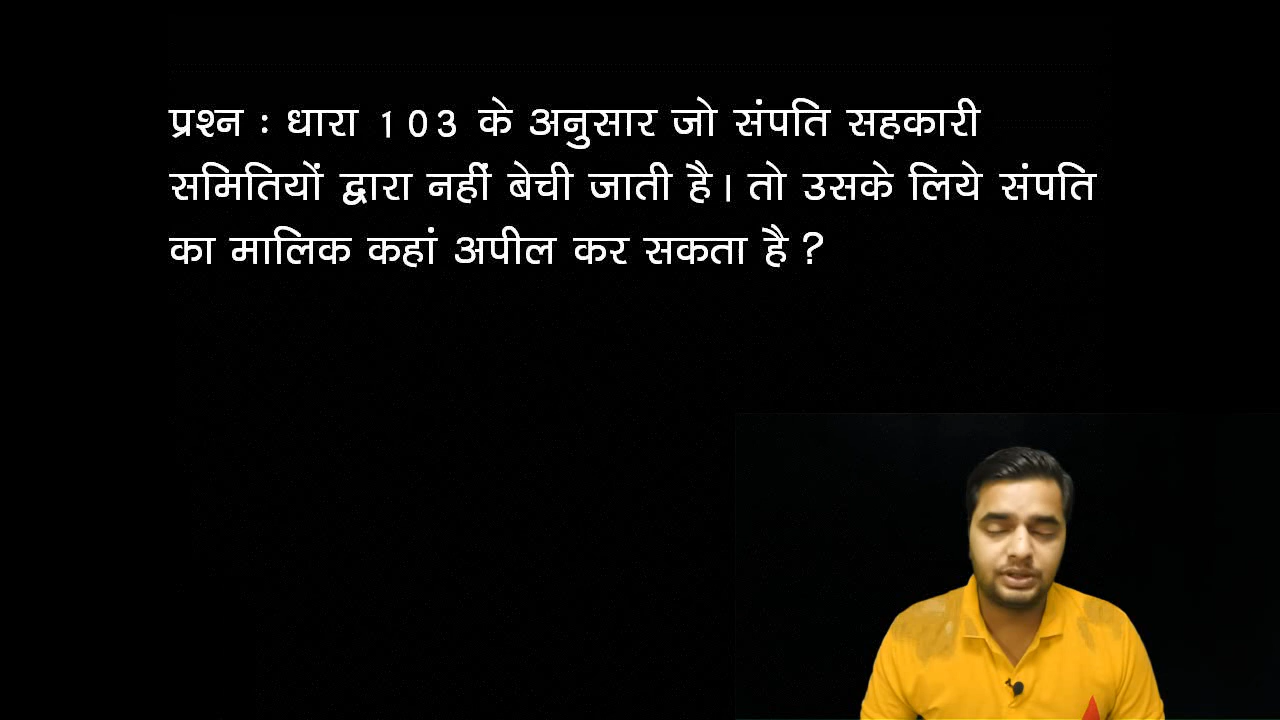 प्रश्न : धारा 103 के अनुसार जो संपति सहकारी
समितियों द्वारा नहीं बेची जाती है। तो उसके लिये संपति
का मालिक कहां अपील कर सकता है ?